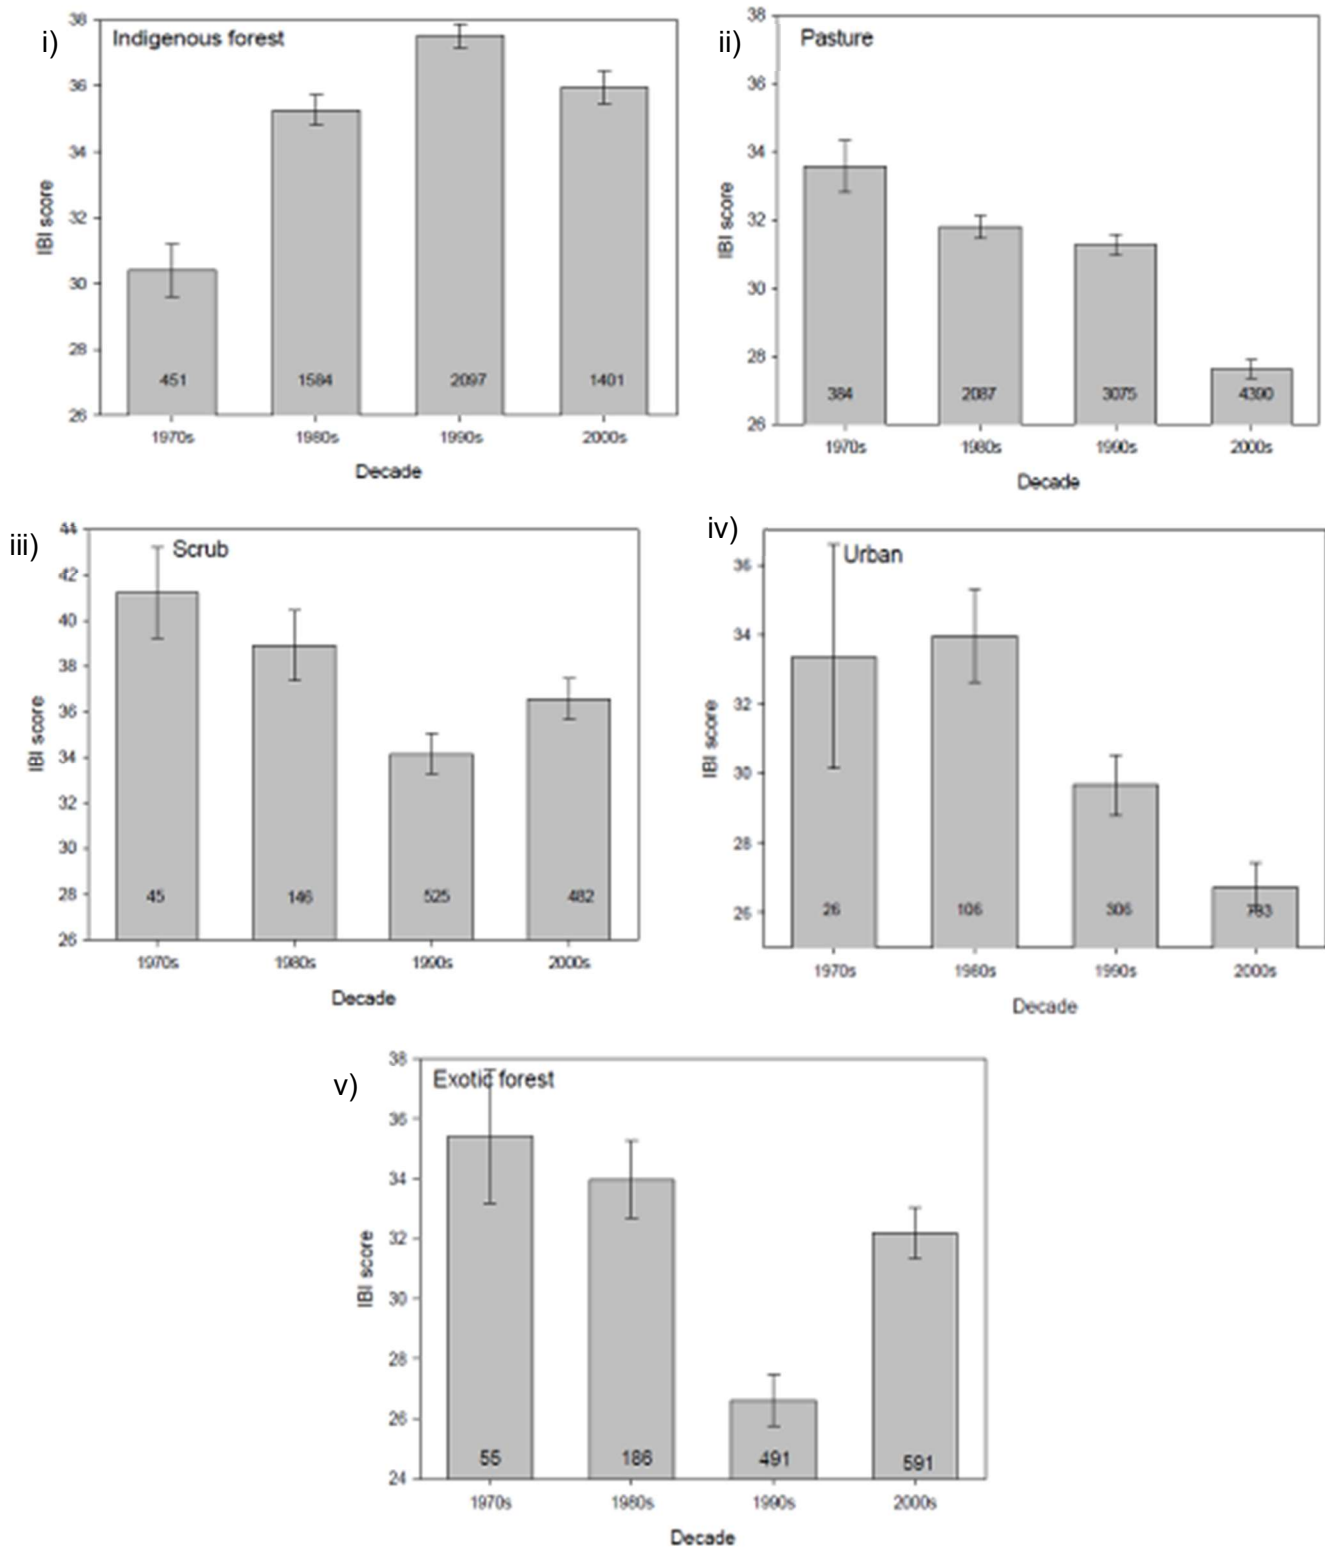 i)
Indigenous forest
IBI score
38
36
34
32
30
28
26
451 1584 2097 1401
1970s 1980s 1990s 2000s
Decade
ii)
Pasture
IBI score
38
36
34
32
30
28
26
384 2087 3075 4390
1970s 1980s 1990s 2000s
Decade
iii)
Scrub
IBI score
44
42
40
38
36
34
32
30
28
26
45 146 525 482
1970s 1980s 1990s 2000s
Decade
iv)
Urban
IBI score
36
34
32
30
28
26
26 106 306
1970s 1980s 1990s 2000s
Decade
v)
Exotic forest
IBI score
38
36
34
32
30
28
26
24
55 186 491 591
1970s 1980s 1990s 2000s
Decade